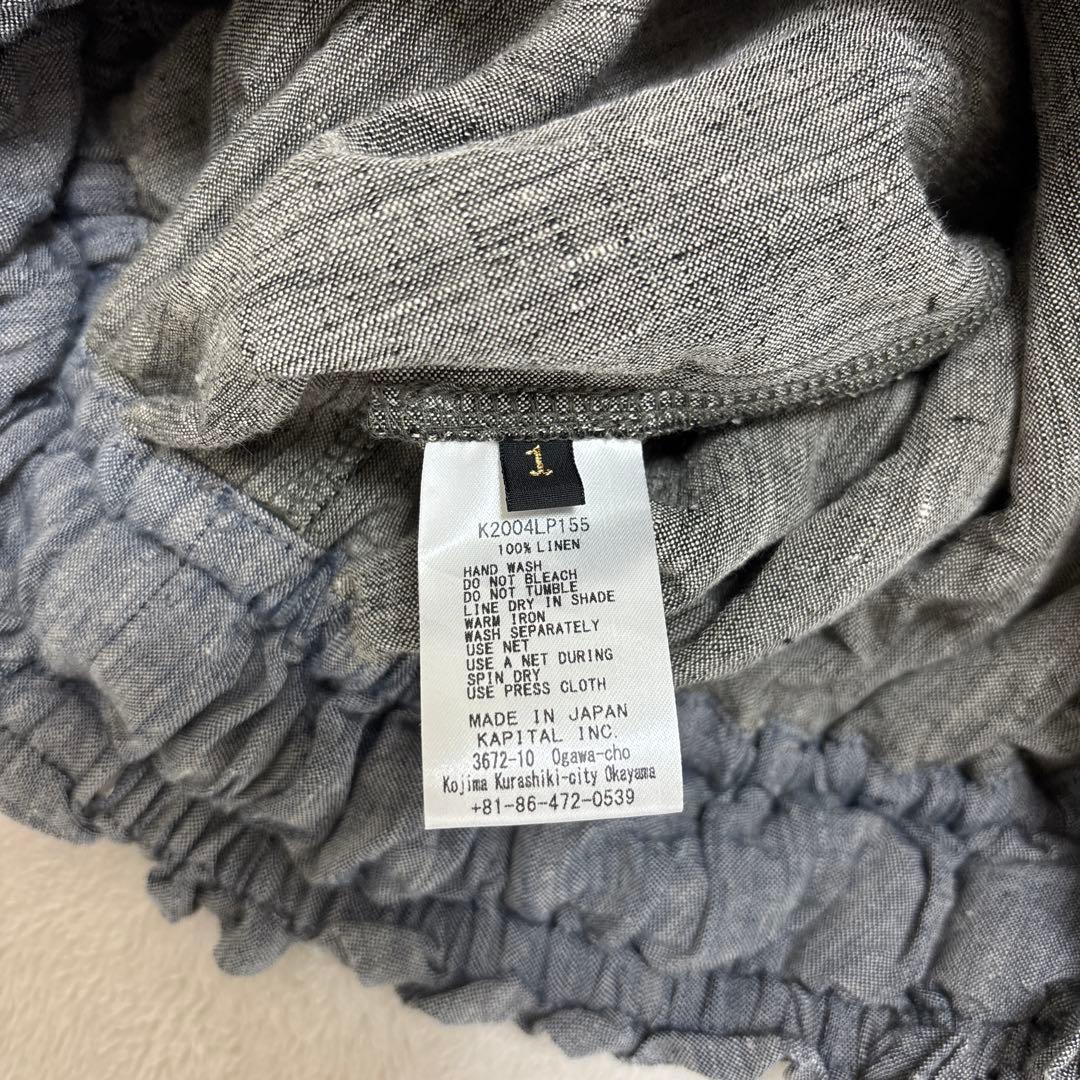 1
K2004LP155
100% LINEN
HAND WASH
DO NOT BLEACH
DO NOT TUMBLE
LINE DRY IN SHADE
WARM IRON
WASH SEPARATELY
USE NET
USE A NET DURING
SPIN DRY
USE PRESS CLOTH
MADE IN JAPAN
KAPITAL INC.
3672-10 Ogawa-cho
Kojima Kurashiki-city Okayama
+81-86-472-0539